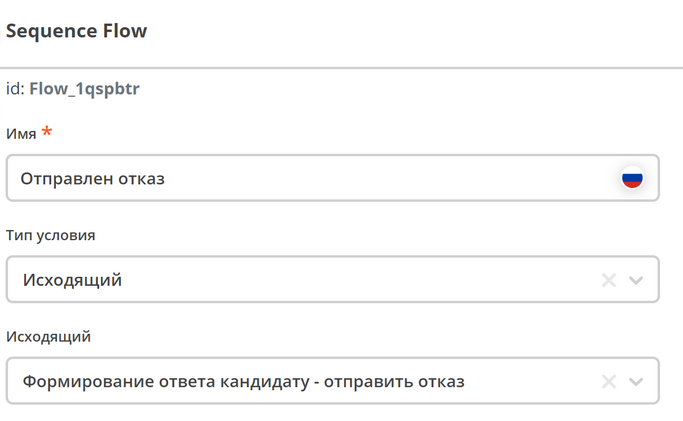 Sequence Flow
id: Flow_1qspbtr
Имя *
Отправлен отказ
Тип условия
Исходящий
Исходящий
Формирование ответа кандидату - отправить отказ